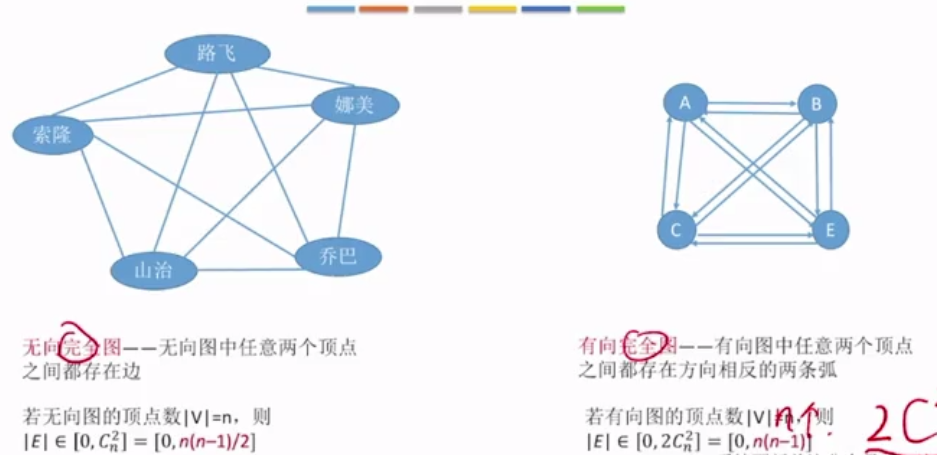 路飞
娜美
索隆
山治
乔巴
A
B
C
E
无向完全图——无向图中任意两个顶点
之间都存在边
若无向图的顶点数|V|=n，则
|E|∈[0,C_n^2]=[0,n(n−1)/2]
有向完全图——有向图中任意两个顶点
之间都存在方向相反的两条弧
若有向图的顶点数|V|=n，则
|E|∈[0,2C_n^2]=[0,n(n−1)]
2C